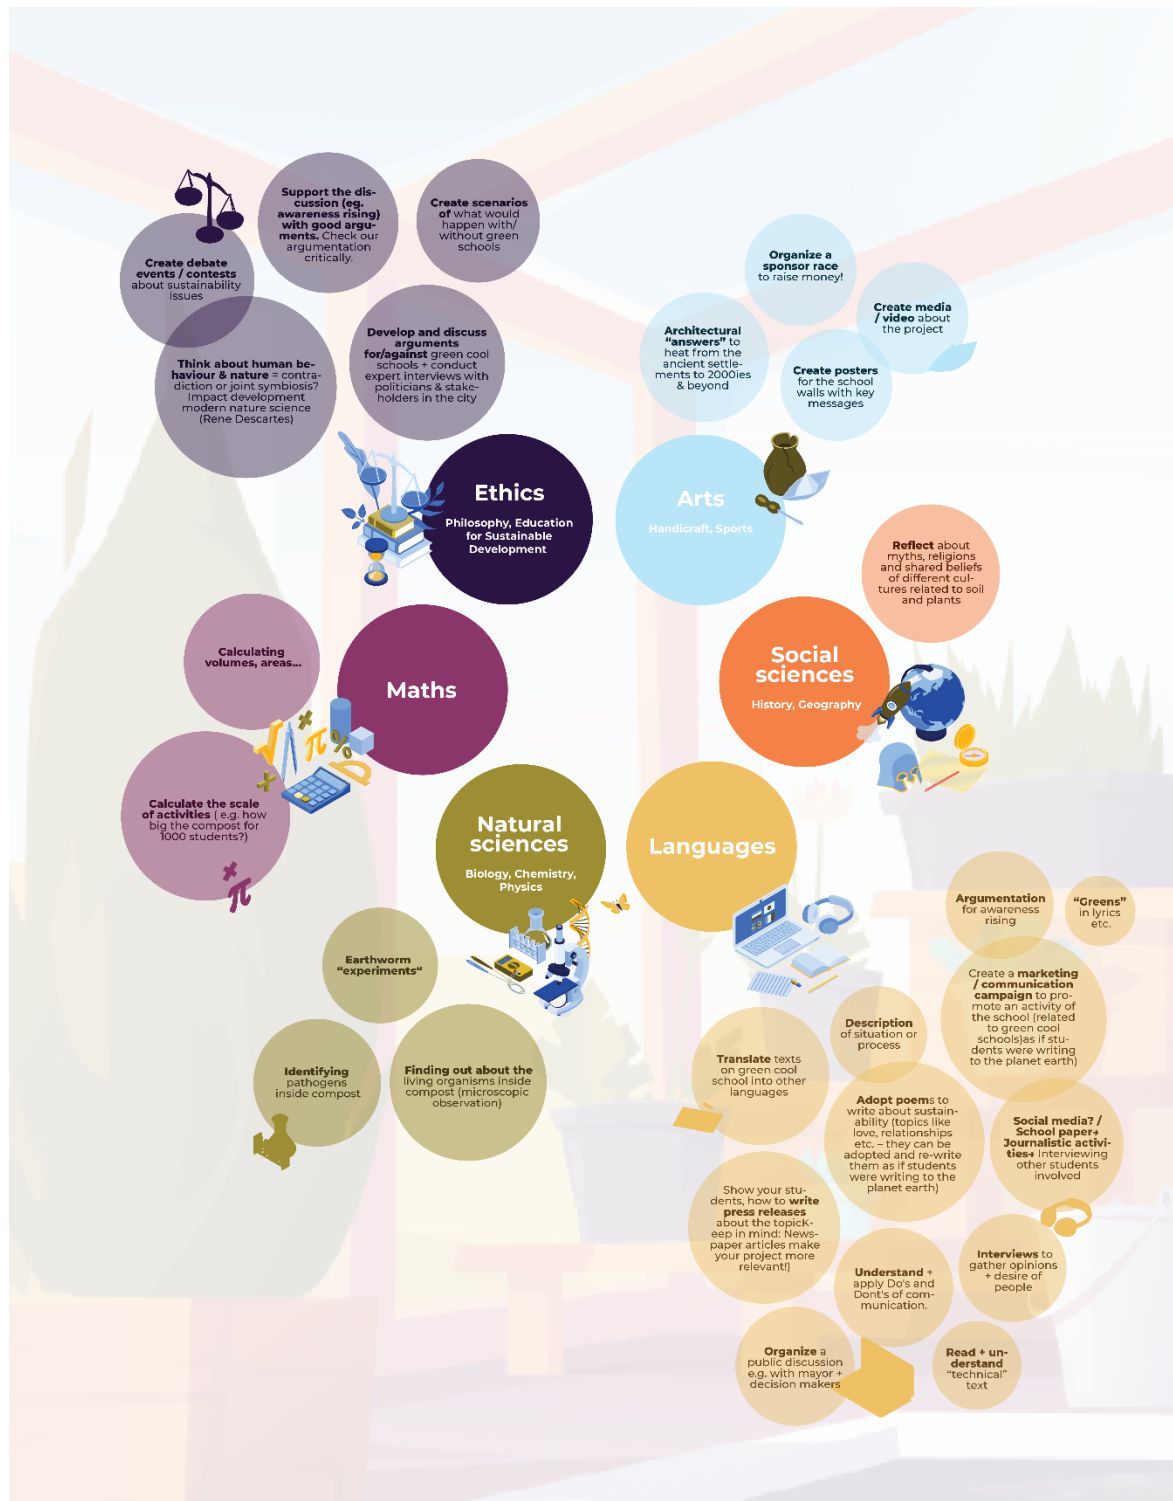 Support the dis-
cussion (eg.
awareness rising)
with good argu-
ments. Check our
argumentation
critically.
Create scenarios
of what would
happen with/
without green
schools
Create debate
events / contests
about sustainability
issues
Think about human be-
haviour & nature = contra-
diction or joint symbiosis?
Impact development
modern nature science
(Rene Descartes)
Develop and discuss
arguments
for/against green cool
schools + conduct
expert interviews with
politicians & stake-
holders in the city
Ethics
Philosophy, Education
for Sustainable
Development
Organize a
sponsor race
to raise money!
Create media
/ video about
the project
Architectural
“answers” to
heat from the
ancient settle-
ments to 2000ies
& beyond
Create posters
for the school
walls with key
messages
Arts
Handicraft, Sports
Reflect about
myths, religions
and shared beliefs
of different cul-
tures related to soil
and plants
Social
sciences
History, Geography
Calculating
volumes, areas...
Maths
Calculate the scale
of activities ( e.g. how
big the compost for
1000 students?)
Natural
sciences
Biology, Chemistry,
Physics
Earthworm
“experiments“
Identifying
pathogens
inside compost
Finding out about the
living organisms inside
compost (microscopic
observation)
Languages
Argumentation
for awareness
rising
“Greens”
in lyrics
etc.
Create a marketing
/ communication
campaign to pro-
mote an activity of
the school (related
to green cool
schools)as if stu-
dents were writing
to the planet earth)
Description
of situation or
process
Translate texts
on green cool
school into other
languages
Adopt poems to
write about sustain-
ability (topics like
love, relationships
etc. – they can be
adopted and re-write
them as if students
were writing to the
planet earth)
Social media? /
School paper→
Journalistic activi-
ties→ Interviewing
other students
involved
Show your stu-
dents, how to write
press releases
about the topicK-
eep in mind: News-
paper articles make
your project more
relevant!)
Understand +
apply Do's and
Dont's of com-
munication.
Interviews to
gather opinions
+ desire of
people
Organize a
public discussion
e.g. with mayor +
decision makers
Read + un-
derstand
“technical”
text